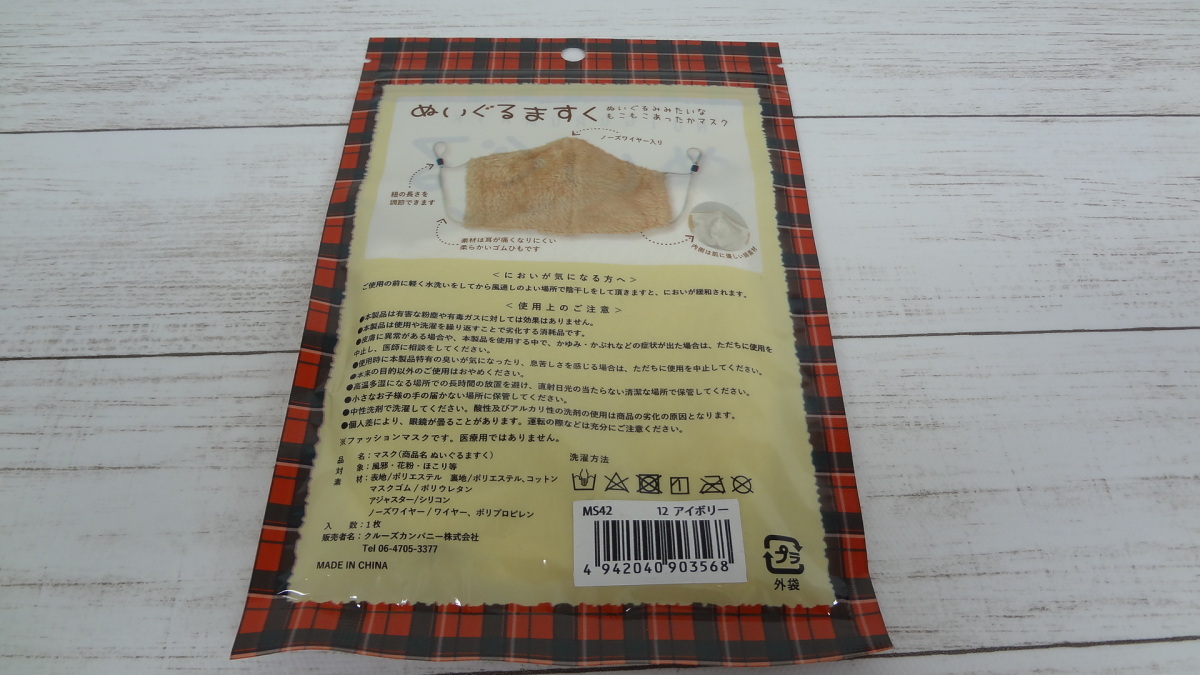 ぬいぐるますく
ぬいぐるみみたいな
もこもこあったかマスク
ノーズワイヤー入り
紐の長さを
調節できます
素材は耳が痛くなりにくい
柔らかいゴムひもです
内側は肌に優しい
＜においが気になる方へ＞
ご使用の前に軽く水洗いをしてから風通しのよい場所で陰干しをして頂きますと、においが緩和されます。
＜使用上のご注意＞
●本製品は有害な粉塵や有毒ガスに対しては効果はありません。
●本製品は使用や洗濯を繰り返すことで劣化する消耗品です。
●皮膚に異常がある場合や、本製品を使用する中で、かゆみ・かぶれなどの症状が出た場合は、ただちに使用を
中止し、医師に相談をしてください。
●使用時に本製品特有の臭いが気になったり、息苦しさを感じる場合は、ただちに使用を中止してください。
●本来の目的以外のご使用はおやめください。
●高温多湿になる場所での長時間の放置を避け、直射日光の当たらない清潔な場所で保管してください。
●小さなお子様の手の届かない場所に保管してください。
●中性洗剤で洗濯してください。酸性及びアルカリ性の洗剤の使用は商品の劣化の原因となります。
●個人差により、眼鏡が曇ることがあります。運転の際などは充分にご注意ください。
※ファッションマスクです。医療用ではありません。
品　名：マスク（商品名 ぬいぐるますく）
対　象：風邪・花粉・ほこり等
素　材：表地/ポリエステル　裏地/ポリエステル、コットン
マスクゴム/ポリウレタン
アジャスター/シリコン
ノーズワイヤー/ワイヤー、ポリプロピレン
入　数：1枚
販売者名：クルーズカンパニー株式会社
Tel 06-4705-3377
MADE IN CHINA
洗濯方法
MS42 12 アイボリー
4 942040 903568
プラ
外袋